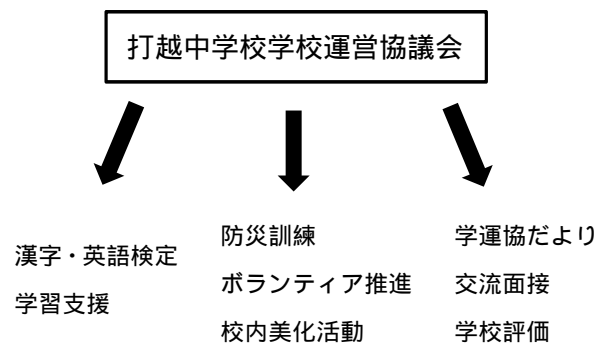 打越中学校学校運営協議会
漢字・英語検定
学習支援
防災訓練
ボランティア推進
校内美化活動
学運協だより
交流面接
学校評価